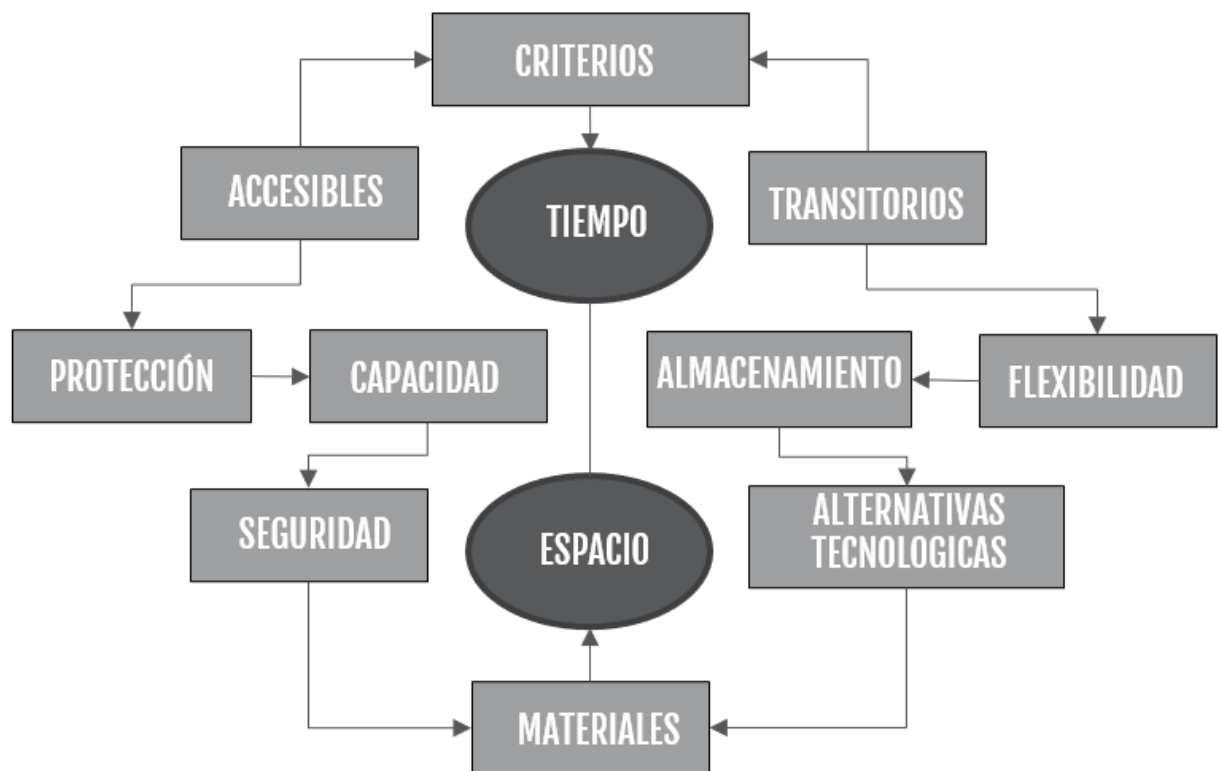 CRITERIOS
ACCESIBLES
TIEMPO
TRANSITORIOS
PROTECCIÓN
CAPACIDAD
ALMACENAMIENTO
FLEXIBILIDAD
SEGURIDAD
ESPACIO
ALTERNATIVAS
TECNOLOGICAS
MATERIALES